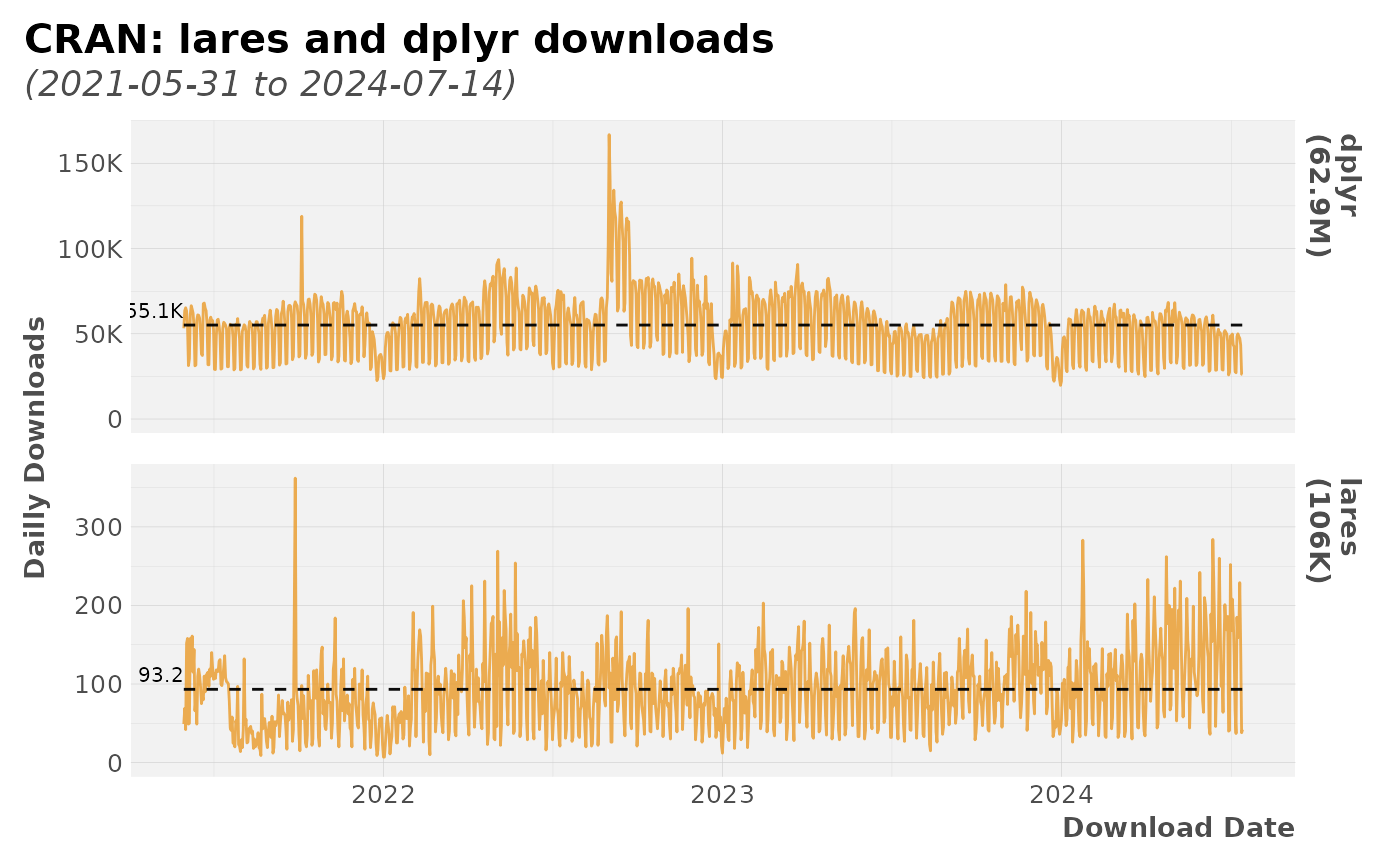 CRAN: lares and dplyr downloads
(2021-05-31 to 2024-07-14)
Dailly Downloads
150K
100K
50K
0
55.1K
dplyr
(62.9M)
300
200
100
0
93.2
lares
(106K)
2022
2023
2024
Download Date